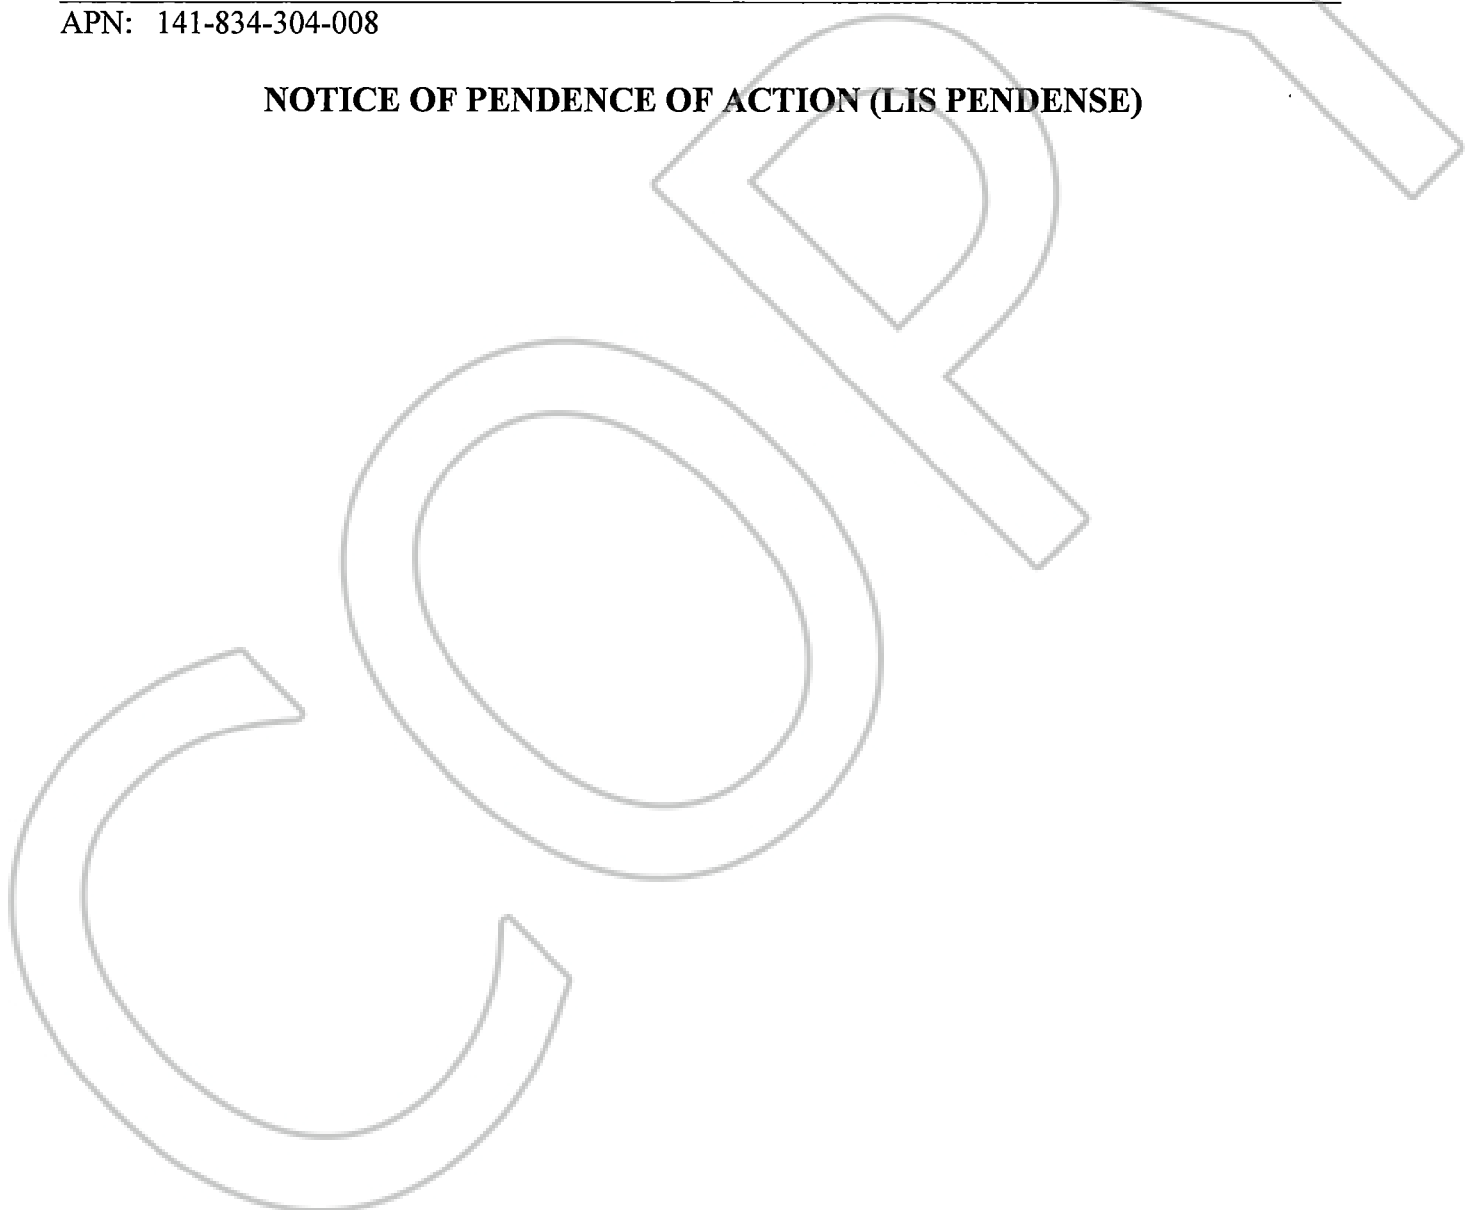 APN: 141-834-304-008
NOTICE OF PENDENCE OF ACTION (LIS PENDENSE)
COPY